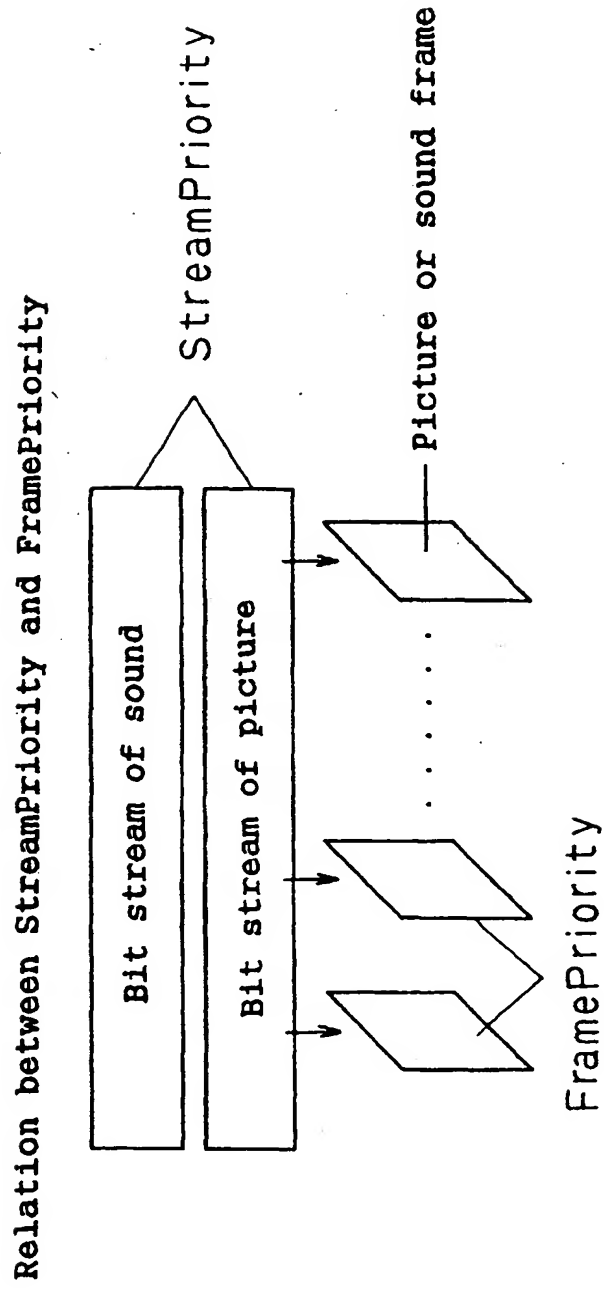 Relation between StreamPriority and FramePriority
Bit stream of sound
StreamPriority
Bit stream of picture
Picture or sound frame
FramePriority